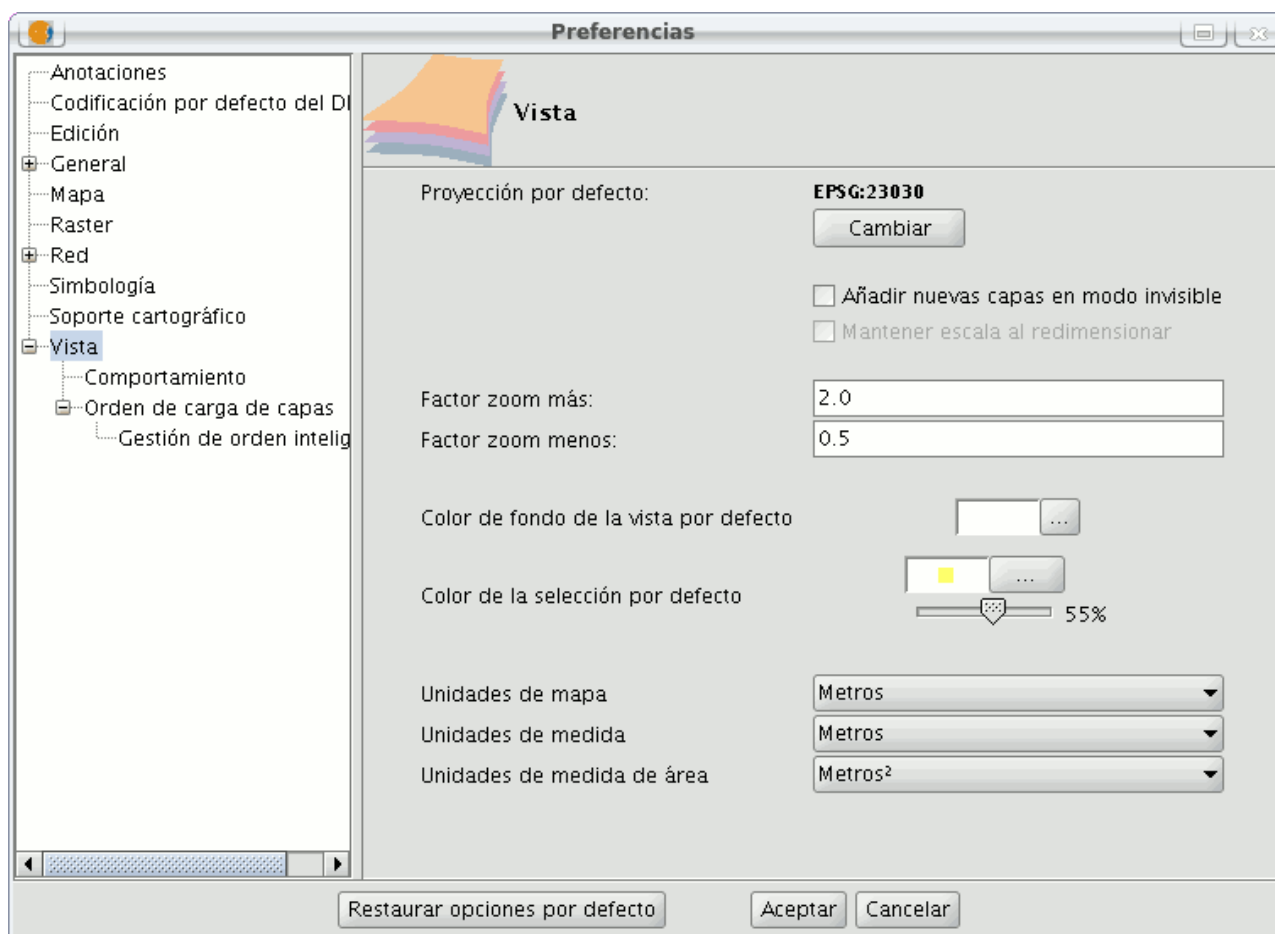 Preferencias
Anotaciones
Codificación por defecto del
Edición
General
Mapa
Raster
Red
Simbología
Soporte cartográfico
Vista
Comportamiento
Orden de carga de capas
Gestión de orden intelig
Vista
Proyección por defecto: EPSG:23030
Cambiar
Añadir nuevas capas en modo invisible
Mantener escala al redimensionar
Factor zoom más: 2.0
Factor zoom menos: 0.5
Color de fondo de la vista por defecto ...
Color de la selección por defecto ...
55%
Unidades de mapa Metros
Unidades de medida Metros
Unidades de medida de área Metros²
Restaurar opciones por defecto Aceptar Cancelar